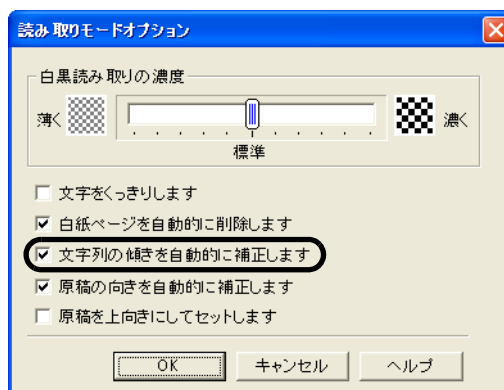 読み取りモードオプション
白黒読み取りの濃度
薄く 濃く
標準
文字をくっきりします
白紙ページを自動的に削除します
文字列の傾きを自動的に補正します
原稿の向きを自動的に補正します
原稿を上向きにしてセットします
OK キャンセル ヘルプ